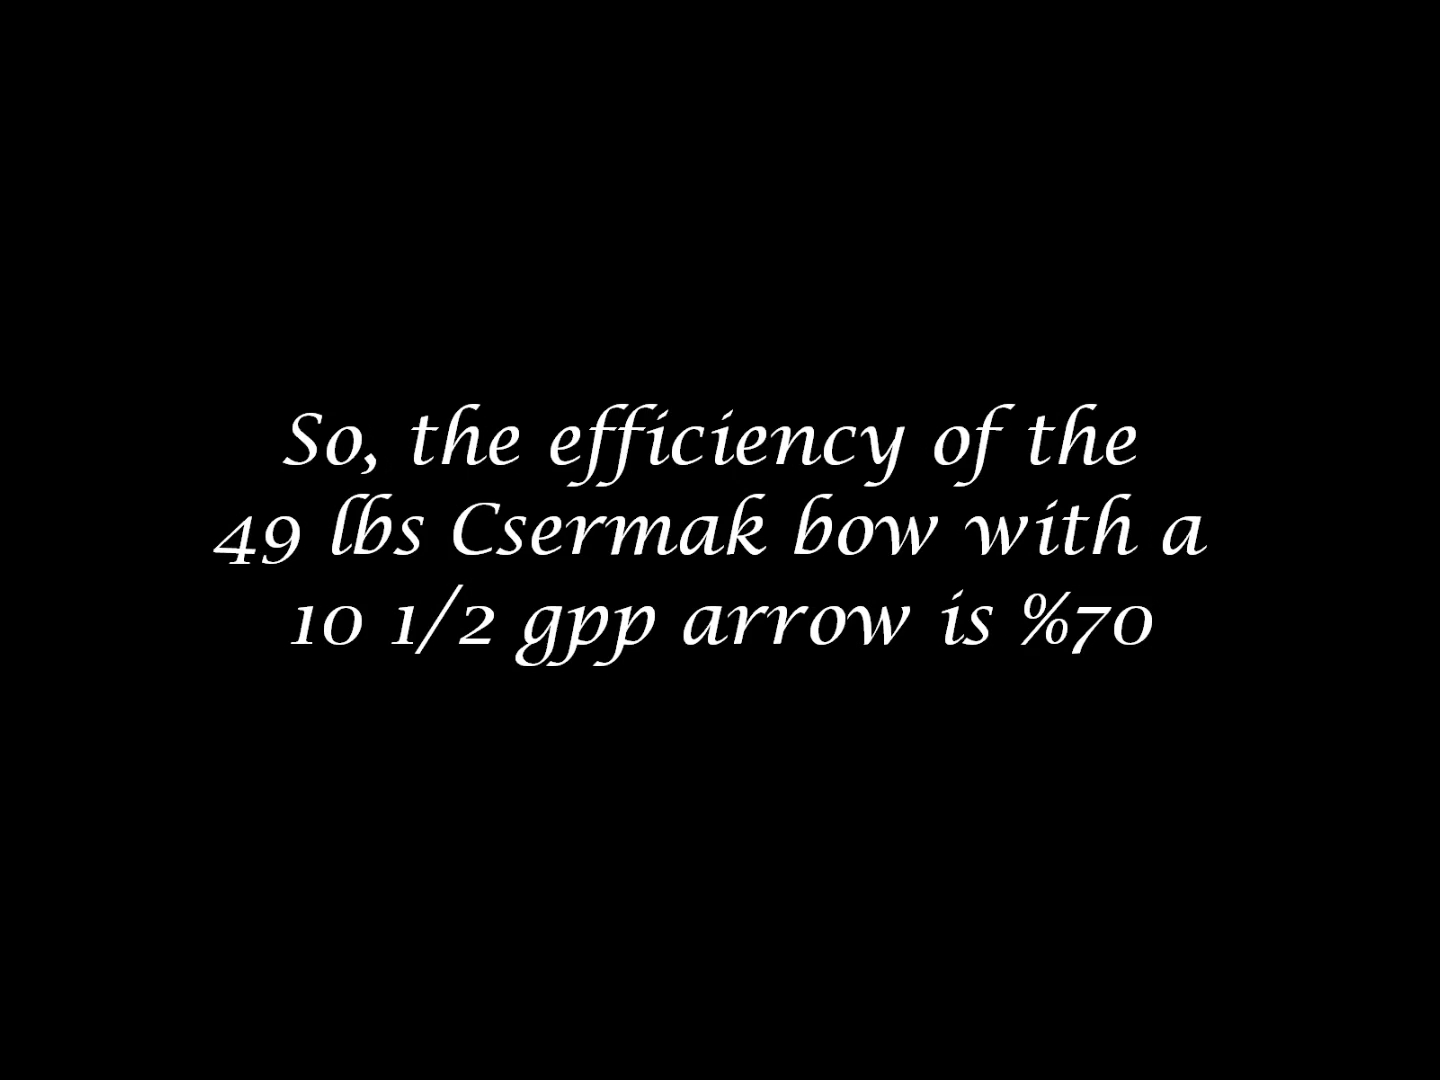 So, the efficiency of the
49 lbs Csermak bow with a
10 1/2 gpp arrow is %70